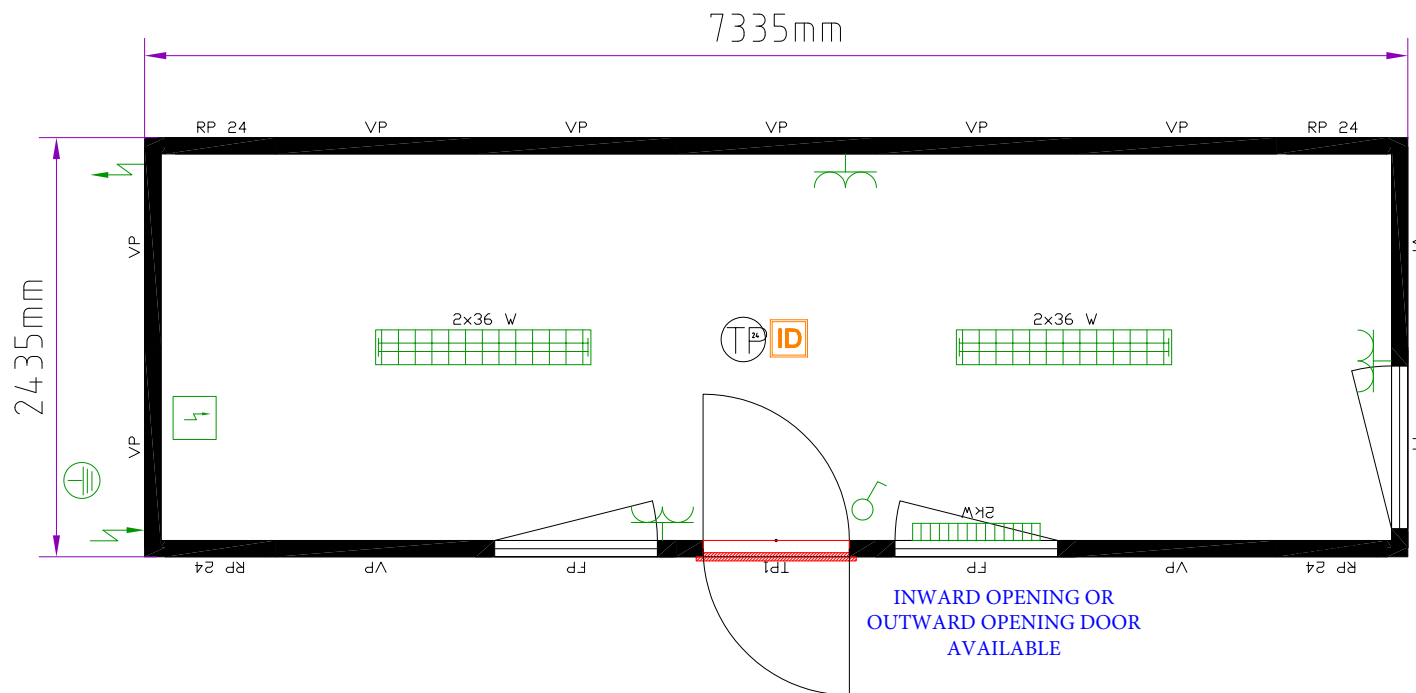 7335mm
RP 24 VP VP VP VP VP RP 24
2435mm
VP
VP
2x36 W
TP 24
ID
2x36 W
2kW
RP 24 VP FP TP1 FP VP RP 24
INWARD OPENING OR
OUTWARD OPENING DOOR
AVAILABLE